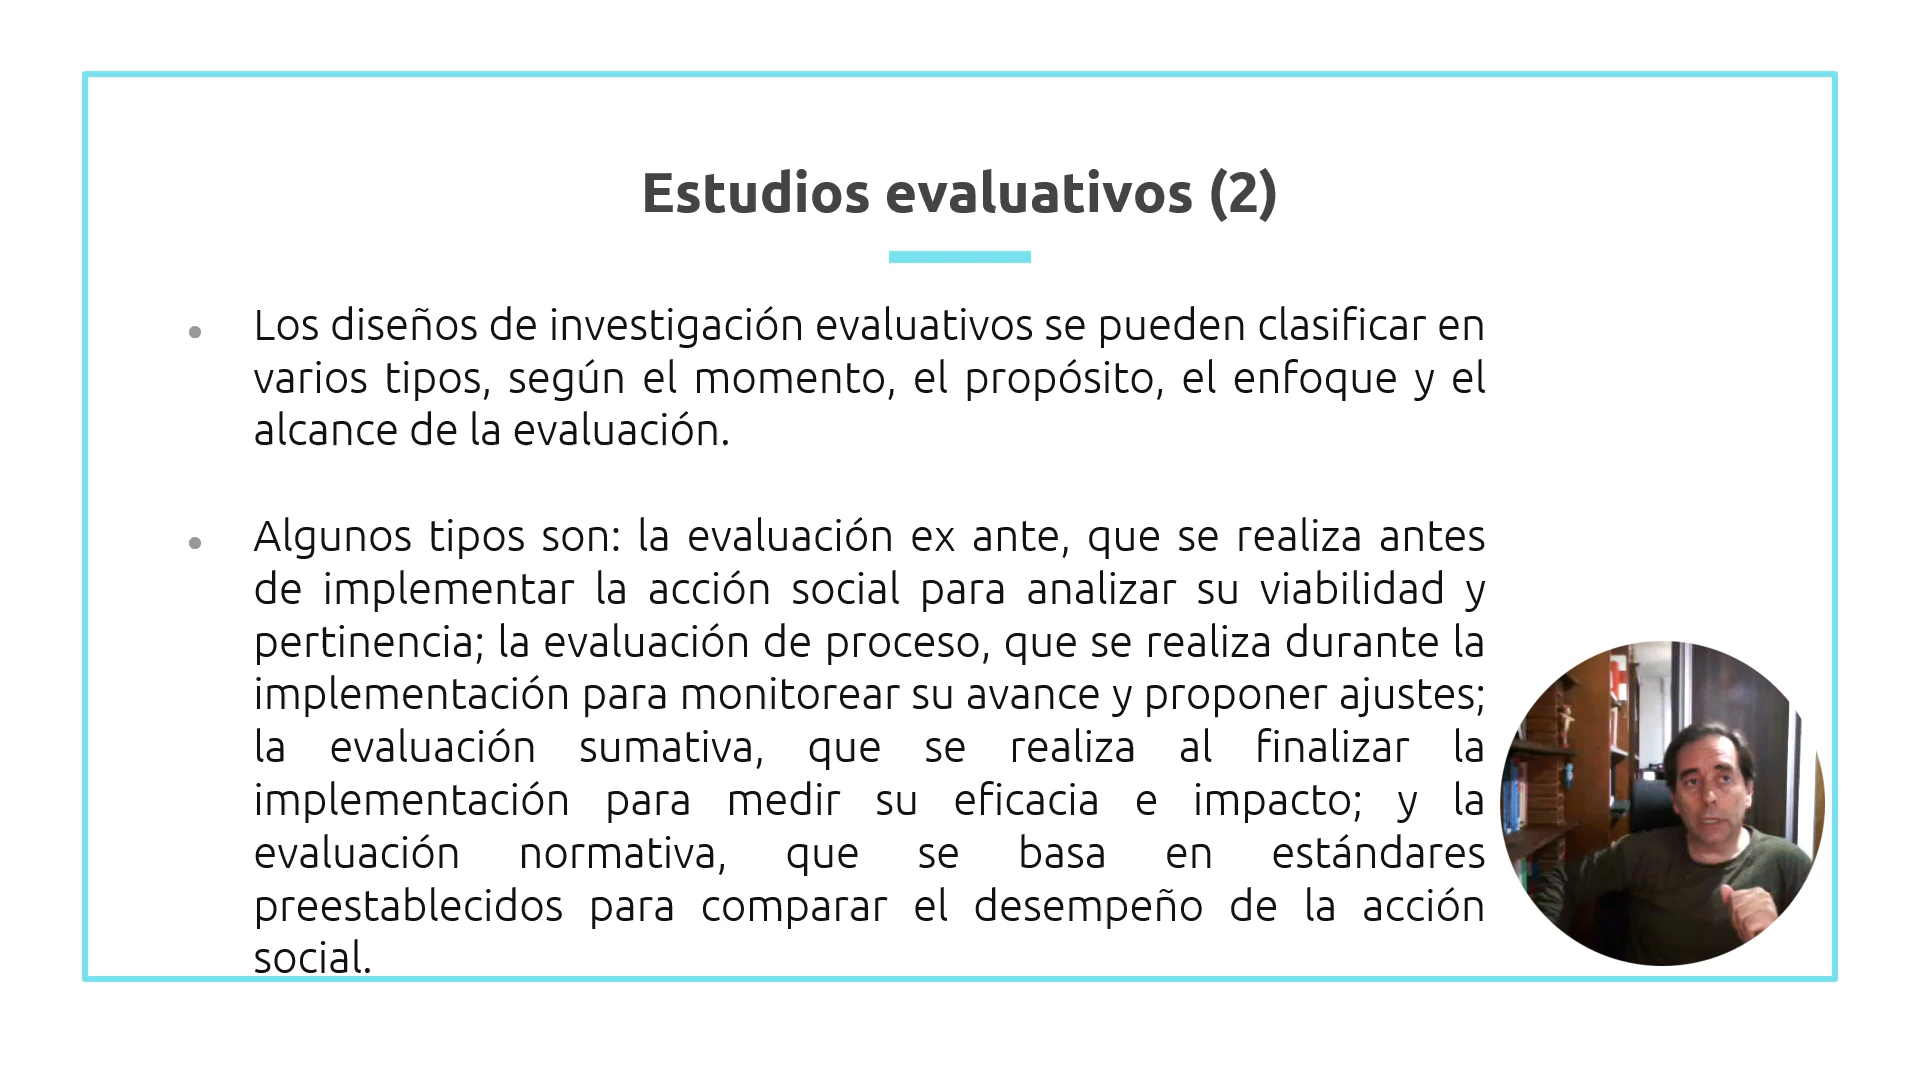 Estudios evaluativos (2)
Los diseños de investigación evaluativos se pueden clasificar en
varios tipos, según el momento, el propósito, el enfoque y el
alcance de la evaluación.
Algunos tipos son: la evaluación ex ante, que se realiza antes
de implementar la acción social para analizar su viabilidad y
pertinencia; la evaluación de proceso, que se realiza durante la
implementación para monitorear su avance y proponer ajustes;
la evaluación sumativa, que se realiza al finalizar la
implementación para medir su eficacia e impacto; y la
evaluación normativa, que se basa en estándares
preestablecidos para comparar el desempeño de la acción
social.